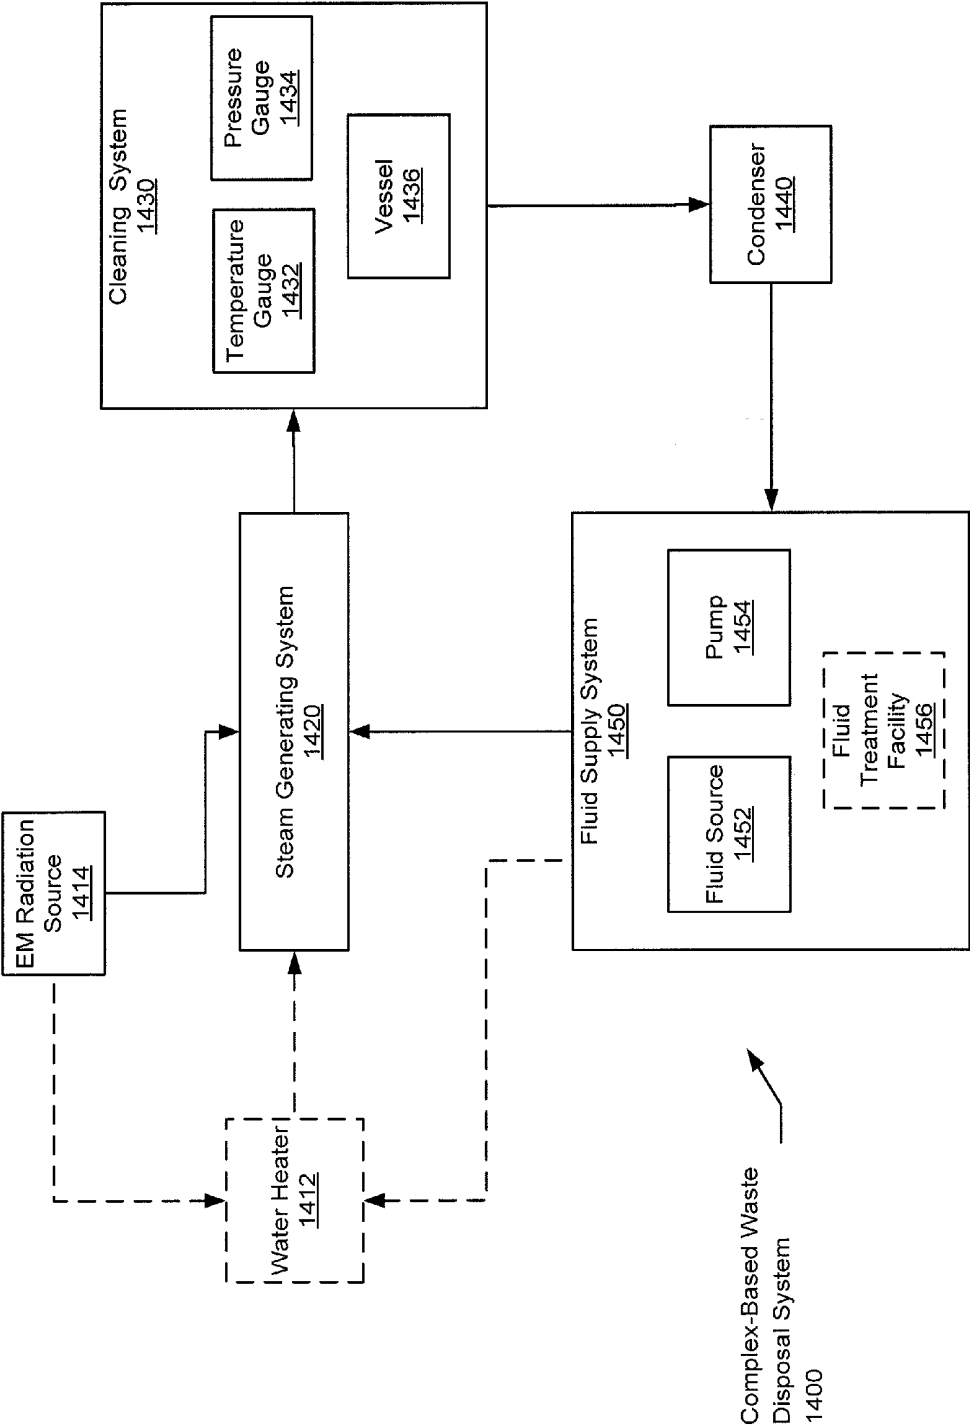 EM Radiation
Source
1414
Water Heater
1412
Steam Generating System
1420
Cleaning System
1430
Temperature
Gauge
1432
Pressure
Gauge
1434
Vessel
1436
Condenser
1440
Fluid Supply System
1450
Fluid Source
1452
Pump
1454
Fluid
Treatment
Facility
1456
Complex-Based Waste
Disposal System
1400